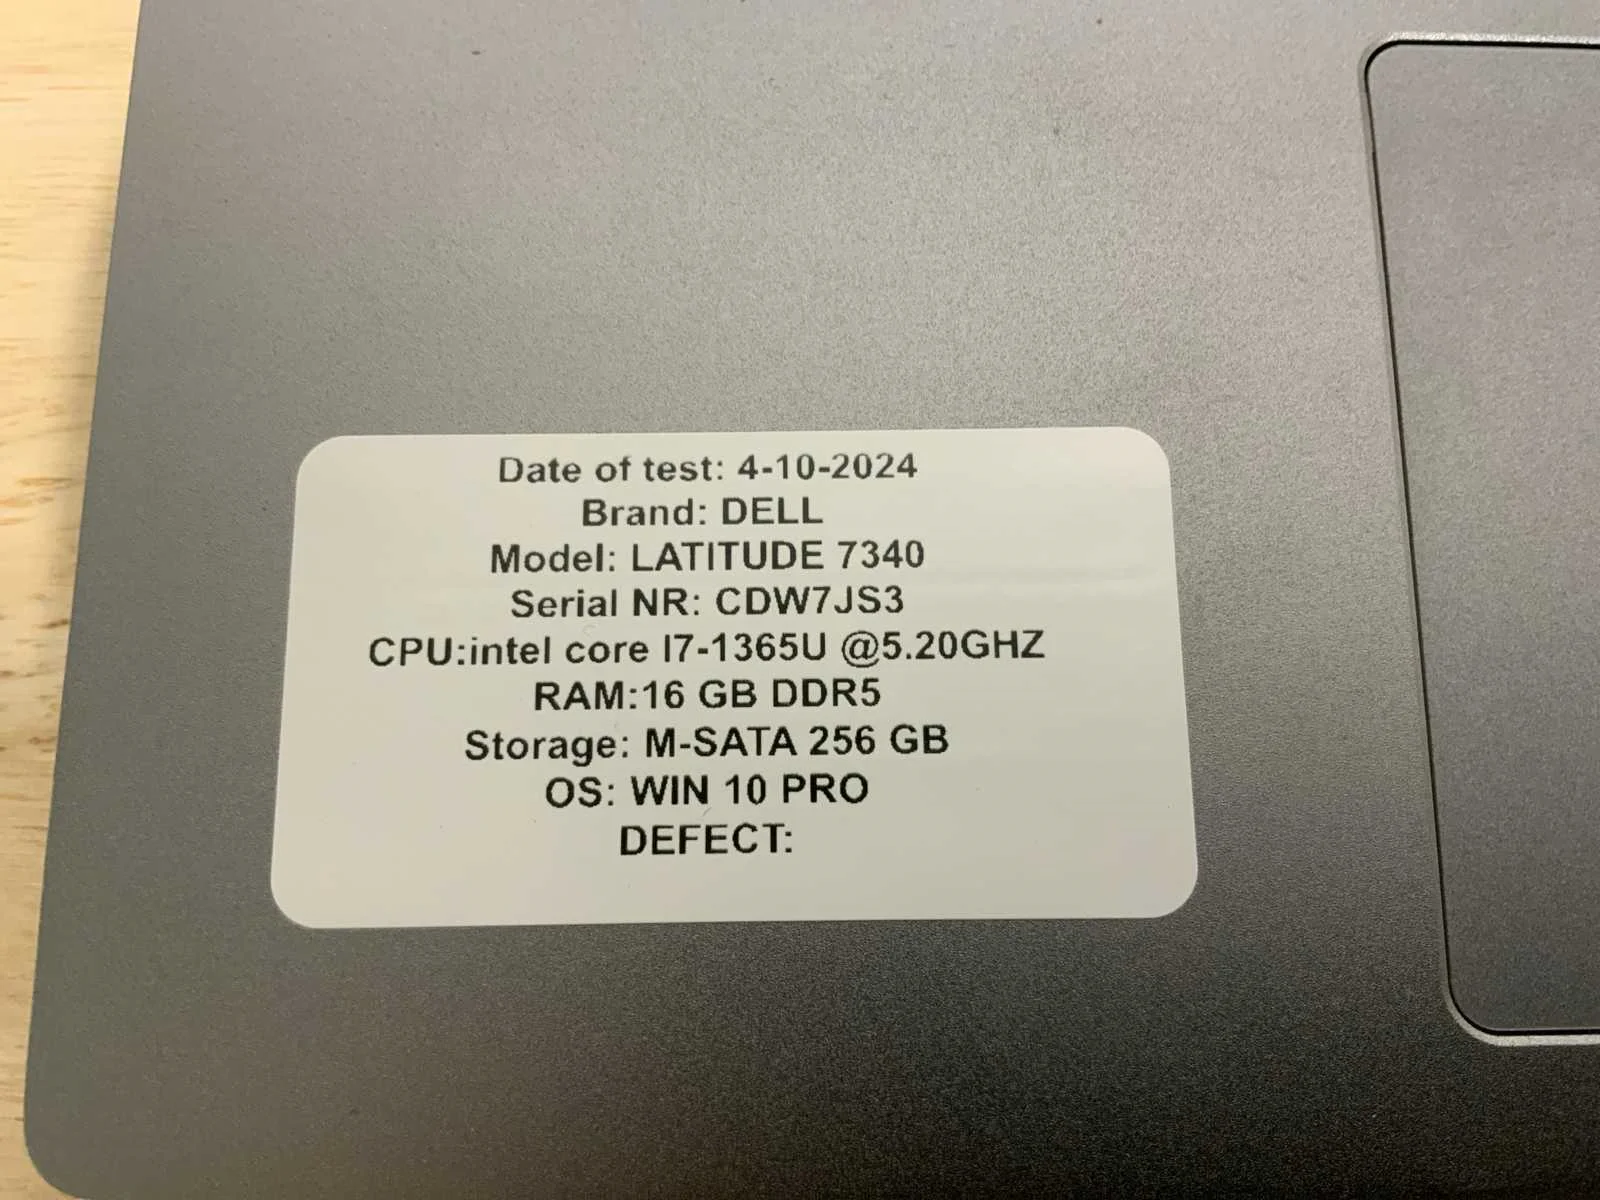 Date of test: 4-10-2024
Brand: DELL
Model: LATITUDE 7340
Serial NR: CDW7JS3
CPU:intel core I7-1365U @5.20GHZ
RAM:16 GB DDR5
Storage: M-SATA 256 GB
OS: WIN 10 PRO
DEFECT: